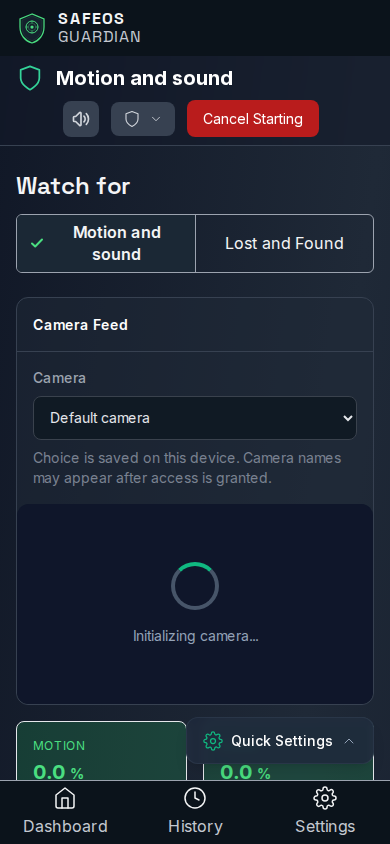 SAFEOS
GUARDIAN
Motion and sound
Cancel Starting
Watch for
Motion and
sound
Lost and Found
Camera Feed
Camera
Default camera
Choice is saved on this device. Camera names
may appear after access is granted.
Initializing camera...
MOTION
0.0 %
0.0 %
Quick Settings
Dashboard
History
Settings